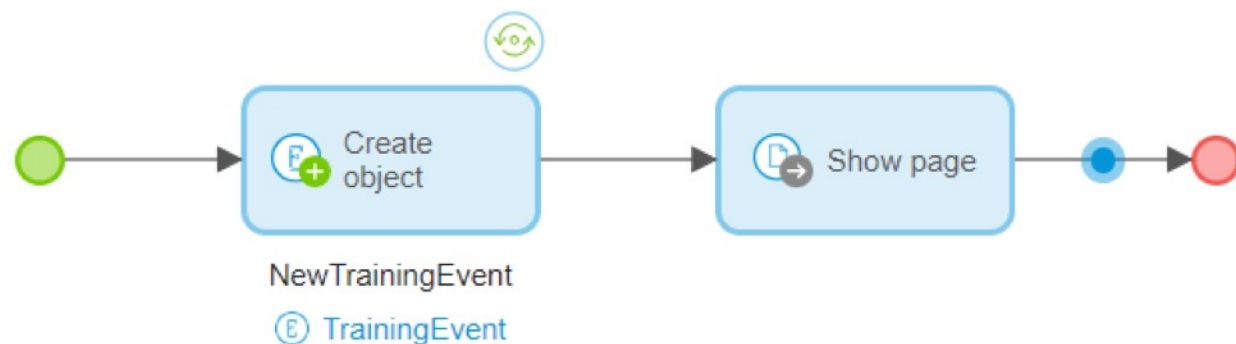 Create
object
Show page
NewTrainingEvent
E TrainingEvent